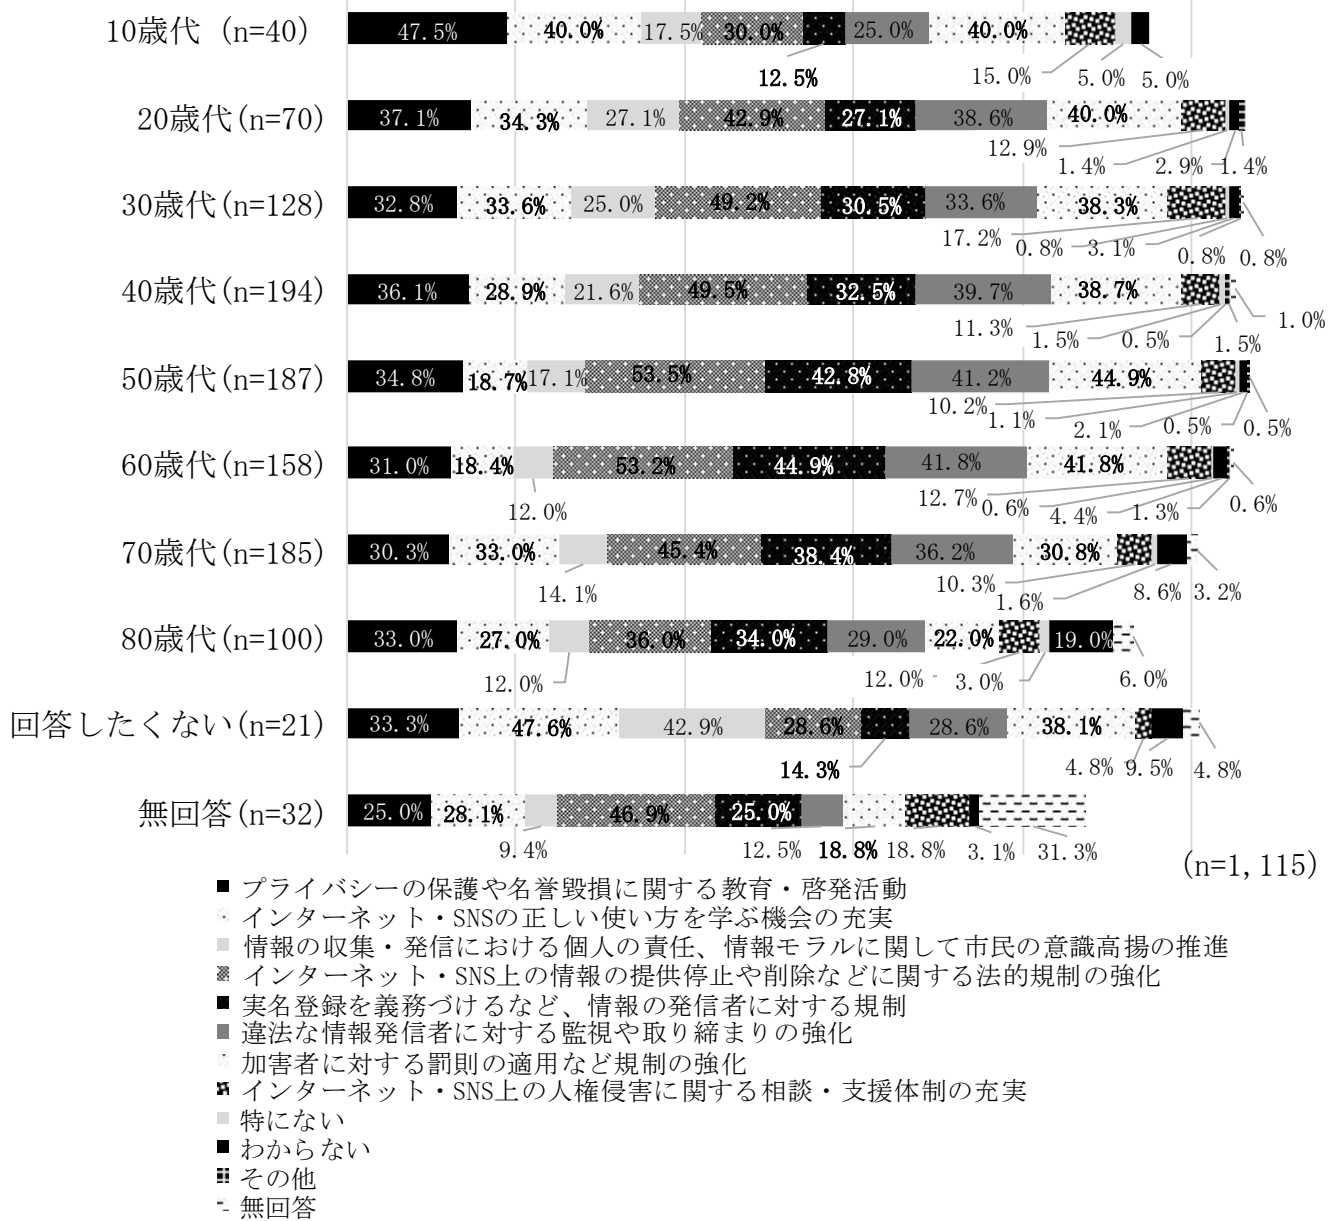 10歳代 (n=40)
47.5% 40.0% 17.5% 30.0% 25.0% 40.0%
12.5% 15.0% 5.0% 5.0%
20歳代(n=70)
37.1% 34.3% 27.1% 42.9% 27.1% 38.6% 40.0%
12.9% 1.4% 2.9% 1.4%
30歳代(n=128)
32.8% 33.6% 25.0% 49.2% 30.5% 33.6% 38.3%
17.2% 0.8% 3.1% 0.8% 0.8%
40歳代(n=194)
36.1% 28.9% 21.6% 49.5% 32.5% 39.7% 38.7%
11.3% 1.5% 0.5% 1.5% 1.0%
50歳代(n=187)
34.8% 18.7% 17.1% 53.5% 42.8% 41.2% 44.9%
10.2% 1.1% 2.1% 0.5% 0.5%
60歳代(n=158)
31.0% 18.4% 53.2% 44.9% 41.8% 41.8%
12.0% 12.7% 0.6% 4.4% 1.3% 0.6%
70歳代(n=185)
30.3% 33.0% 45.4% 38.4% 36.2% 30.8%
14.1% 10.3% 1.6% 8.6% 3.2%
80歳代(n=100)
33.0% 27.0% 36.0% 34.0% 29.0% 22.0% 19.0%
12.0% 12.0% 3.0% 6.0%
回答したくない(n=21)
33.3% 47.6% 42.9% 28.6% 28.6% 38.1%
14.3% 4.8% 9.5% 4.8%
無回答(n=32)
25.0% 28.1% 46.9% 25.0%
9.4% 12.5% 18.8% 18.8% 3.1% 31.3%
(n=1,115)
プライバシーの保護や名誉毀損に関する教育・啓発活動
インターネット・SNSの正しい使い方を学ぶ機会の充実
情報の収集・発信における個人の責任、情報モラルに関して市民の意識高揚の推進
インターネット・SNS上の情報の提供停止や削除などに関する法的規制の強化
実名登録を義務づけるなど、情報の発信者に対する規制
違法な情報発信者に対する監視や取り締まりの強化
加害者に対する罰則の適用など規制の強化
インターネット・SNS上の人権侵害に関する相談・支援体制の充実
特にない
わからない
その他
無回答